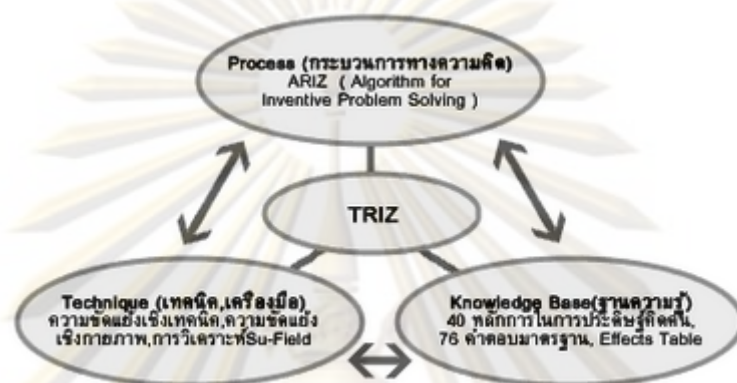 Process (กระบวนการทางความคิด)
ARIZ ( Algorithm for
Inventive Problem Solving )
TRIZ
Technique (เทคนิค,เครื่องมือ)
ความขัดแย้งเชิงเทคนิค,ความขัดแย้ง
เชิงกายภาพ,การวิเคราะห์Su-Field
Knowledge Base(ฐานความรู้)
40 หลักการในการประดิษฐ์คิดค้น,
76 คำตอบมาตรฐาน, Effects Table